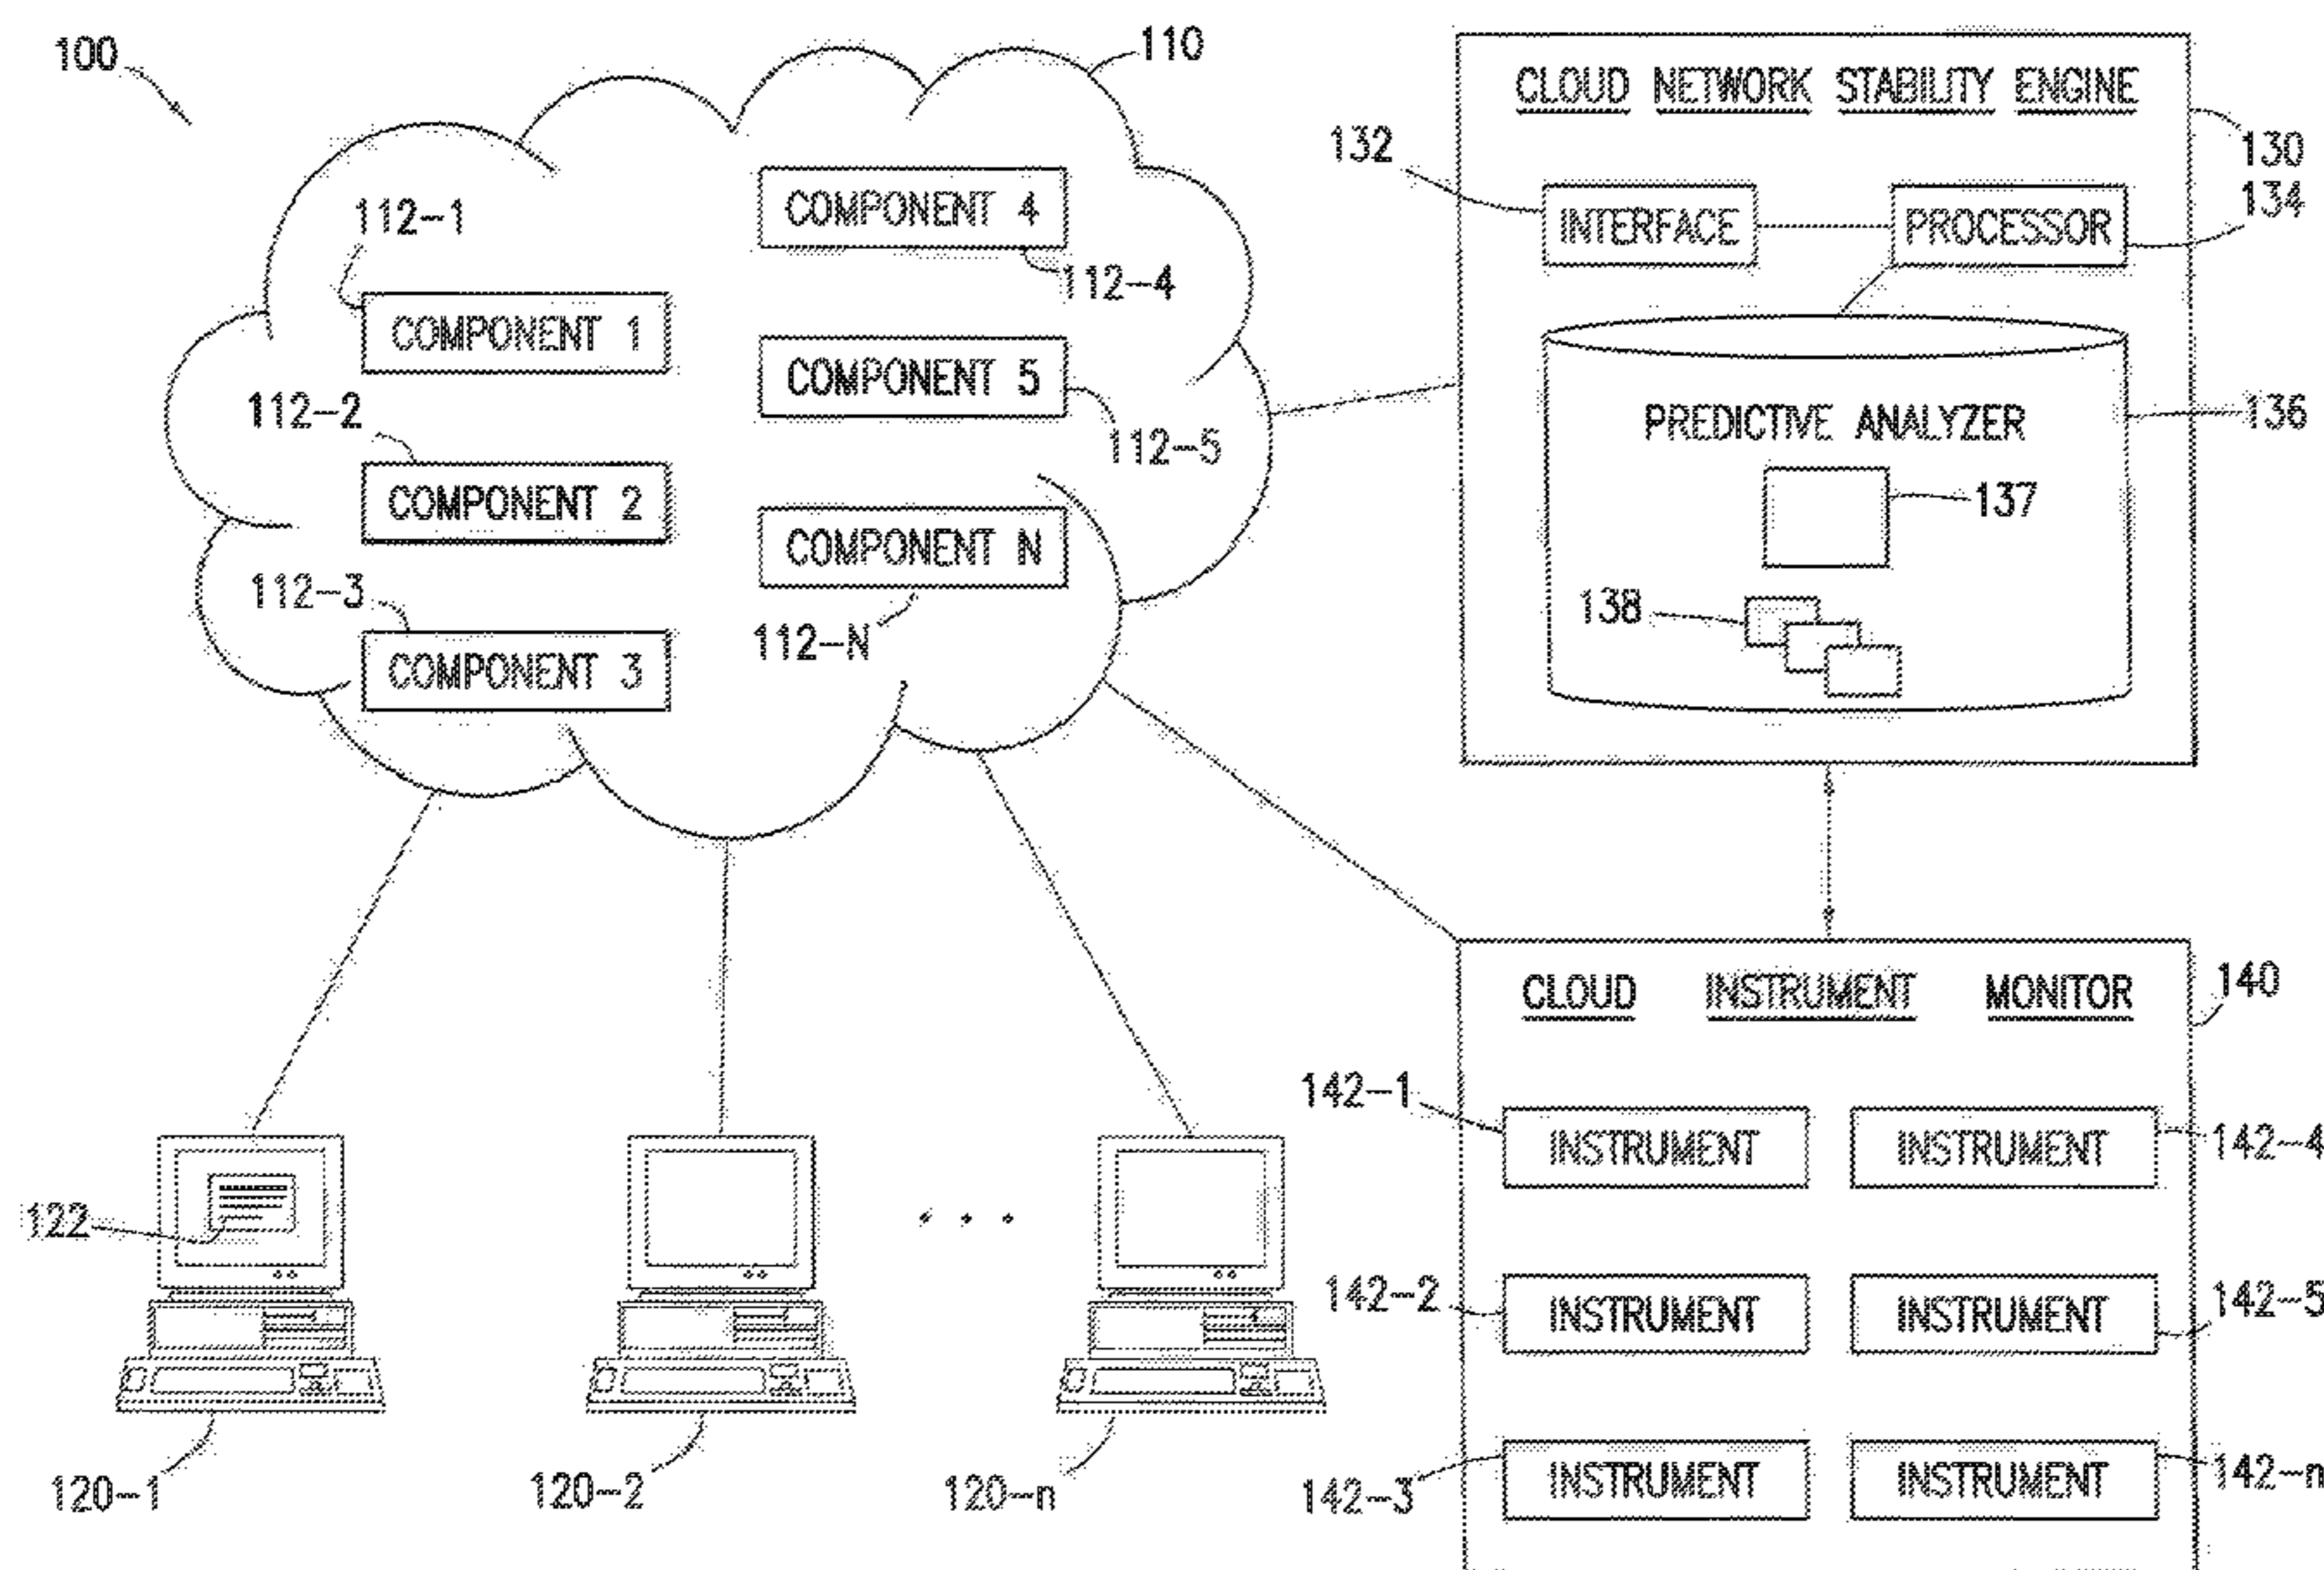 100
110
CLOUD NETWORK STABILITY ENGINE
130
132
134
INTERFACE
PROCESSOR
112-1
COMPONENT 4
112-4
COMPONENT 1
COMPONENT 5
112-5
112-2
COMPONENT 2
PREDICTIVE ANALYZER
136
137
COMPONENT N
112-N
138
112-3
COMPONENT 3
CLOUD INSTRUMENT MONITOR
140
142-1
INSTRUMENT
INSTRUMENT
142-4
122
142-2
INSTRUMENT
INSTRUMENT
142-5
142-3
INSTRUMENT
INSTRUMENT
142-n
120-1
120-2
120-n